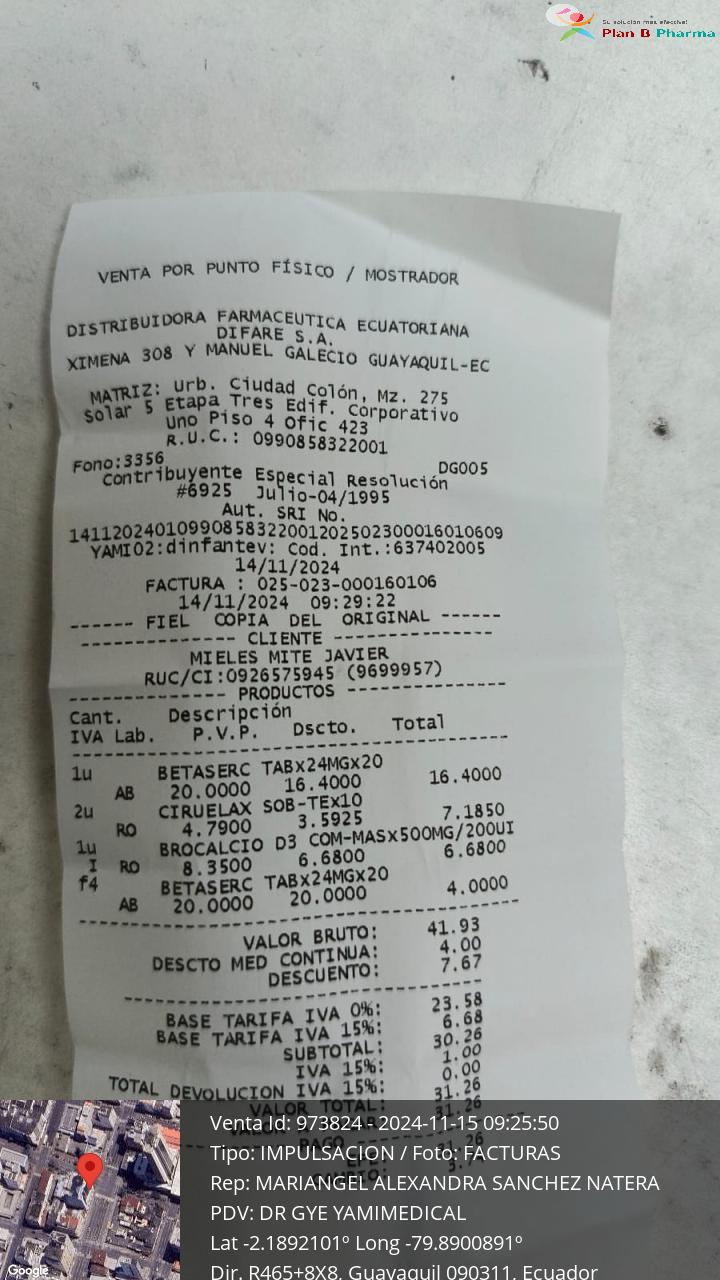 Su solución mas efectiva!
Plan B Pharma
VENTA POR PUNTO FÍSICO / MOSTRADOR
DISTRIBUIDORA FARMACEUTICA ECUATORIANA
DIFARE S.A.
XIMENA 308 Y MANUEL GALECIO GUAYAQUIL-EC
MATRIZ: Urb. Ciudad Colón, Mz. 275
Solar 5 Etapa Tres Edif. Corporativo
Uno Piso 4 Ofic 423
R.U.C.: 0990858322001
Fono:3356 DG005
Contribuyente Especial Resolución
#6925 Julio-04/1995
Aut. SRI No.
1411202401099085832200120250230001601​0609
YAMI02:dinfantev: Cod. Int.:637402005
14/11/2024
FACTURA : 025-023-000160106
14/11/2024 09:29:22
------ FIEL COPIA DEL ORIGINAL ------
-------------- CLIENTE --------------
MIELES MITE JAVIER
RUC/CI:0926575945 (9699957)
-------------- PRODUCTOS --------------
Cant. Descripción
IVA Lab. P.V.P. Dscto. Total
1u BETASERC TABx24MGx20
AB 20.0000 16.4000 16.4000
2u CIRUELAX SOB-TEx10
RO 4.7900 3.5925 7.1850
1u BROCALCIO D3 COM-MASx500MG/200UI
I RO 8.3500 6.6800 6.6800
f4 BETASERC TABx24MGx20
AB 20.0000 20.0000 4.0000
VALOR BRUTO: 41.93
DESCTO MED CONTINUA: 4.00
DESCUENTO: 7.67
BASE TARIFA IVA 0%: 23.58
BASE TARIFA IVA 15%: 6.68
SUBTOTAL: 30.26
IVA 15%: 1.00
TOTAL DEVOLUCION IVA 15%: 0.00
VALOR TOTAL: 31.26
31.26
PAGO
Venta Id: 973824 - 2024-11-15 09:25:50
Tipo: IMPULSACION / Foto: FACTURAS
Rep: MARIANGEL ALEXANDRA SANCHEZ NATERA
PDV: DR GYE YAMIMEDICAL
Lat -2.1892101º Long -79.8900891º
Dir. R465+8X8, Guayaquil 090311, Ecuador
Google